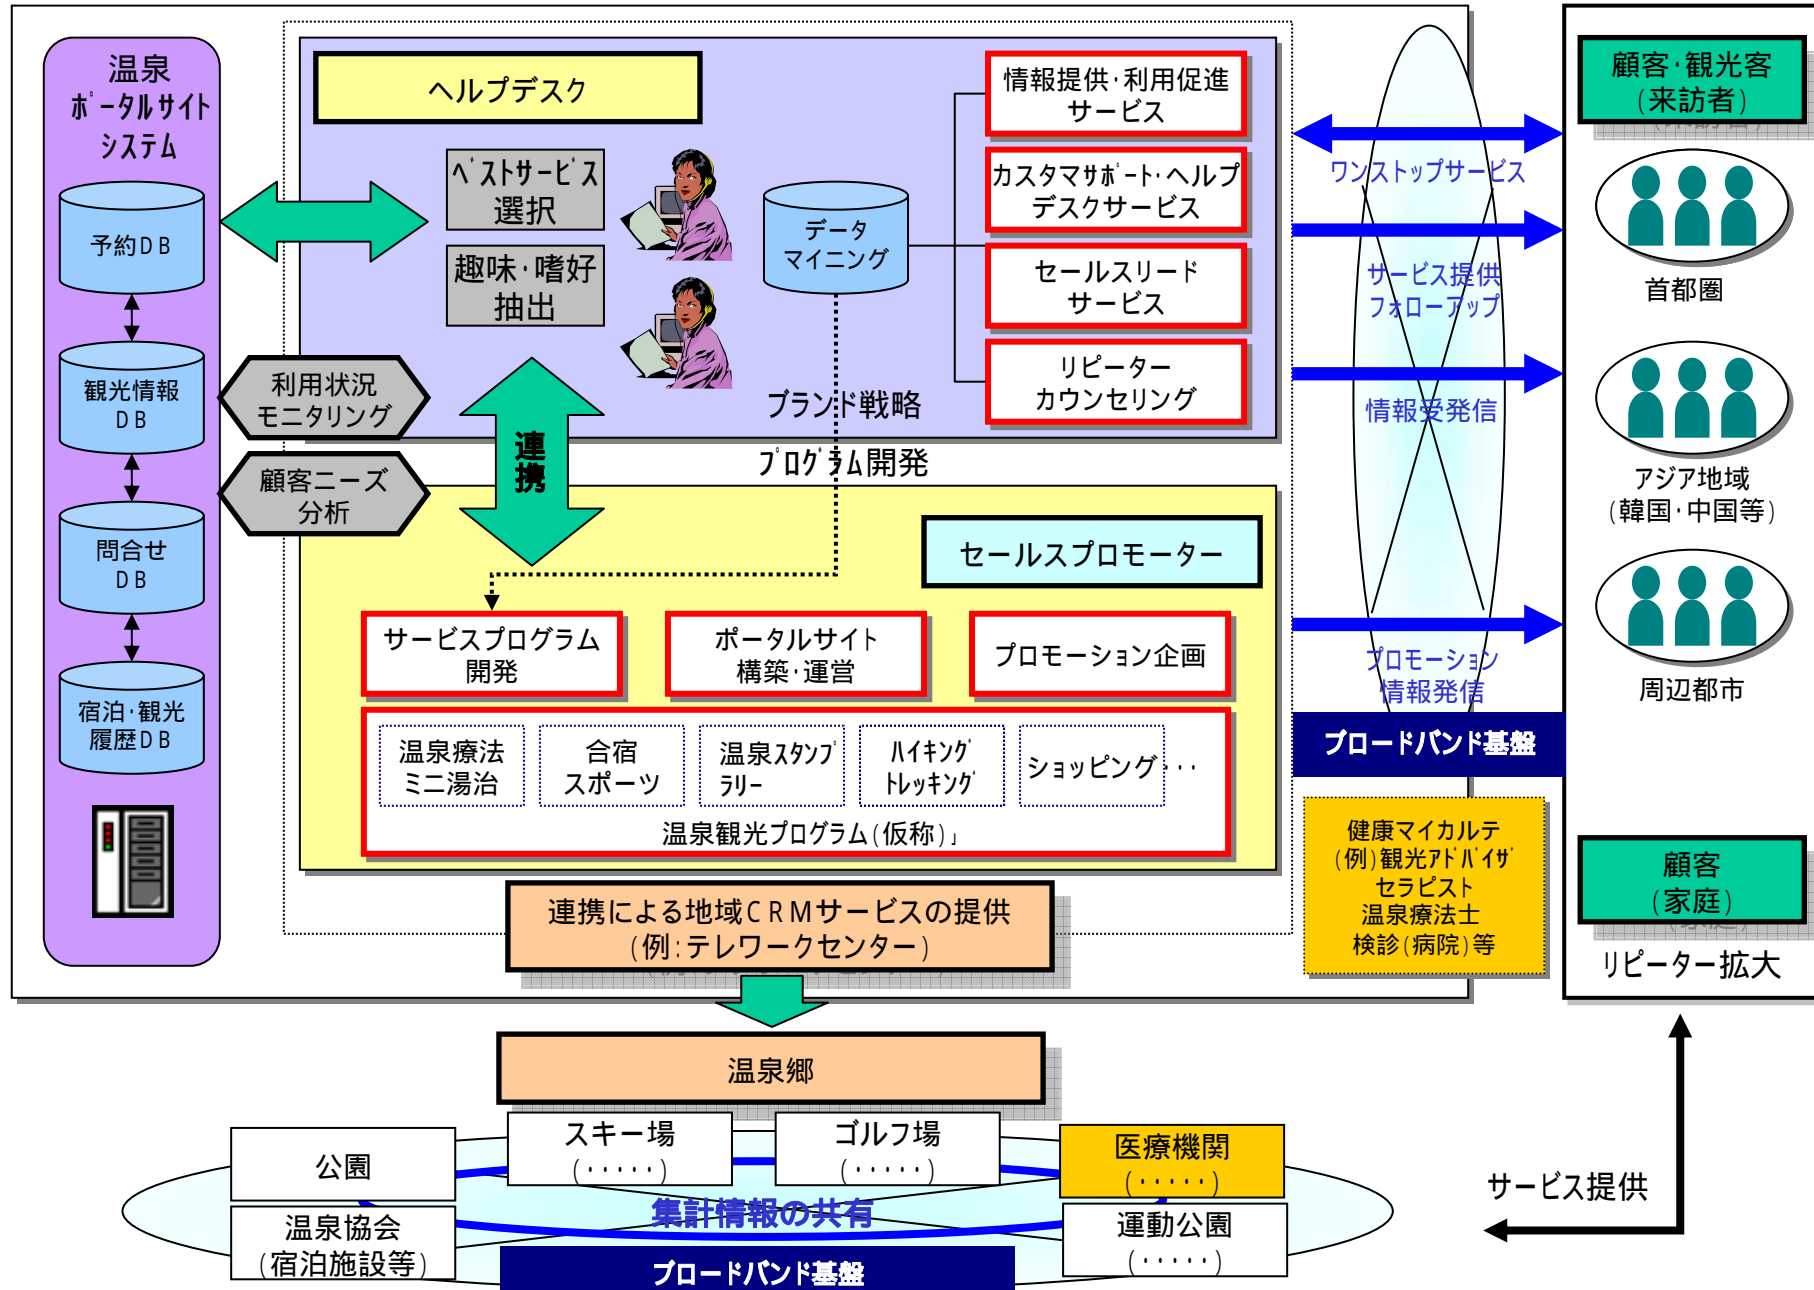 温泉
ポータルサイト
システム
予約DB
観光情報
DB
問合せ
DB
宿泊・観光
履歴DB
ヘルプデスク
ベストサービス
選択
趣味・嗜好
抽出
データ
マイニング
情報提供・利用促進
サービス
カスタマサポート・ヘルプ
デスクサービス
セールスリード
サービス
リピーター
カウンセリング
利用状況
モニタリング
顧客ニーズ
分析
連携
ブランド戦略
プログラム開発
セールスプロモーター
サービスプログラム
開発
ポータルサイト
構築・運営
プロモーション企画
温泉療法
ミニ湯治
合宿
スポーツ
温泉スタンプ
ラリー
ハイキング
トレッキング
ショッピング・・・
温泉観光プログラム(仮称)」
連携による地域CRMサービスの提供
(例:テレワークセンター)
ワンストップサービス
サービス提供
フォローアップ
情報受発信
プロモーション
情報発信
ブロードバンド基盤
健康マイカルテ
(例)観光アドバイザ
セラピスト
温泉療法士
検診(病院)等
顧客・観光客
(来訪者)
首都圏
アジア地域
(韓国・中国等)
周辺都市
顧客
(家庭)
リピーター拡大
温泉郷
公園
スキー場
(・・・・・)
ゴルフ場
(・・・・・)
医療機関
(・・・・・)
集計情報の共有
温泉協会
(宿泊施設等)
運動公園
(・・・・・)
ブロードバンド基盤
サービス提供